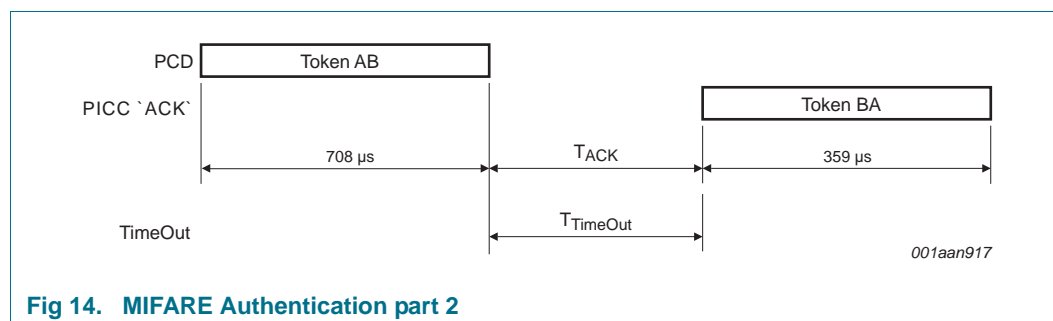 PCD Token AB
PICC `ACK` Token BA
708 µs TACK 359 µs
TimeOut TTimeOut
001aan917
Fig 14. MIFARE Authentication part 2